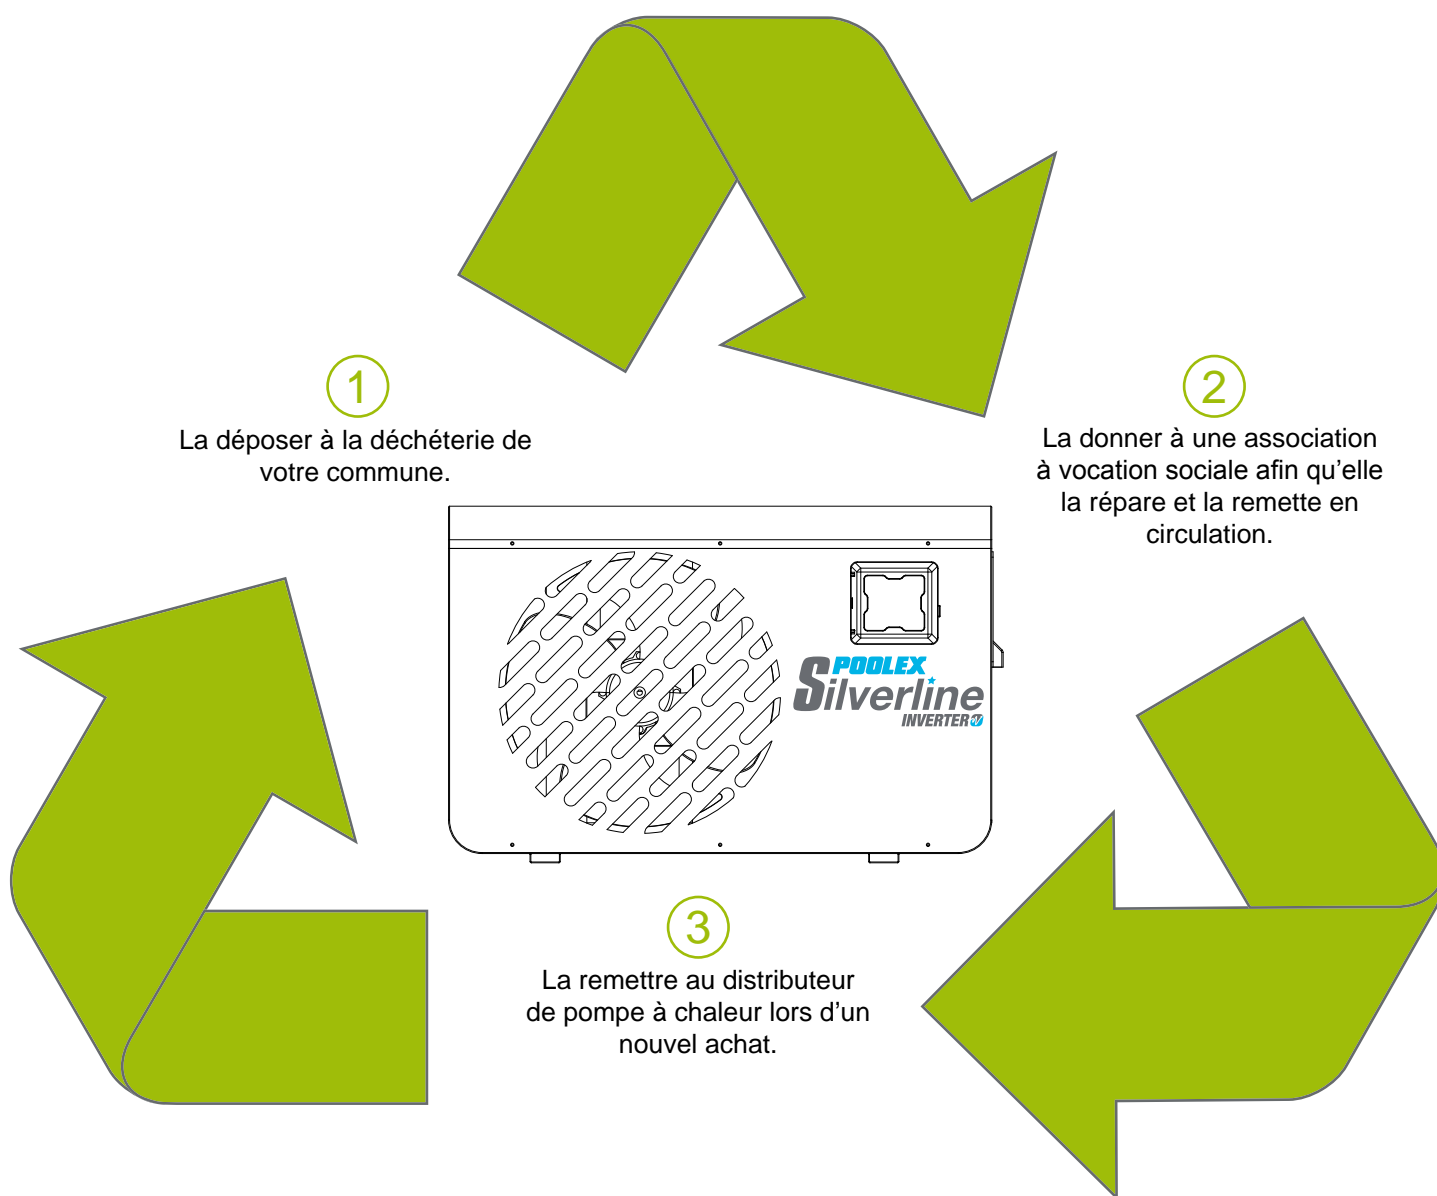 1
La déposer à la déchéterie de
votre commune.
2
La donner à une association
à vocation sociale afin qu’elle
la répare et la remette en
circulation.
POOLEX
Silverline
INVERTER
3
La remettre au distributeur
de pompe à chaleur lors d’un
nouvel achat.